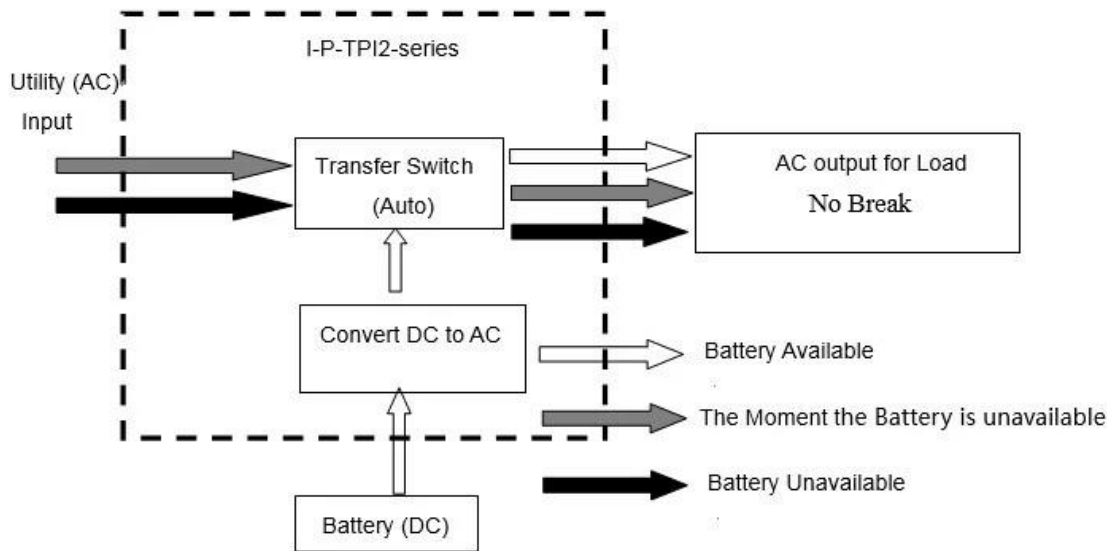 I-P-TPI2-series
Utility (AC)
Input
Transfer Switch
(Auto)
AC output for Load
No Break
Convert DC to AC
Battery Available
The Moment the Battery is unavailable
Battery Unavailable
Battery (DC)